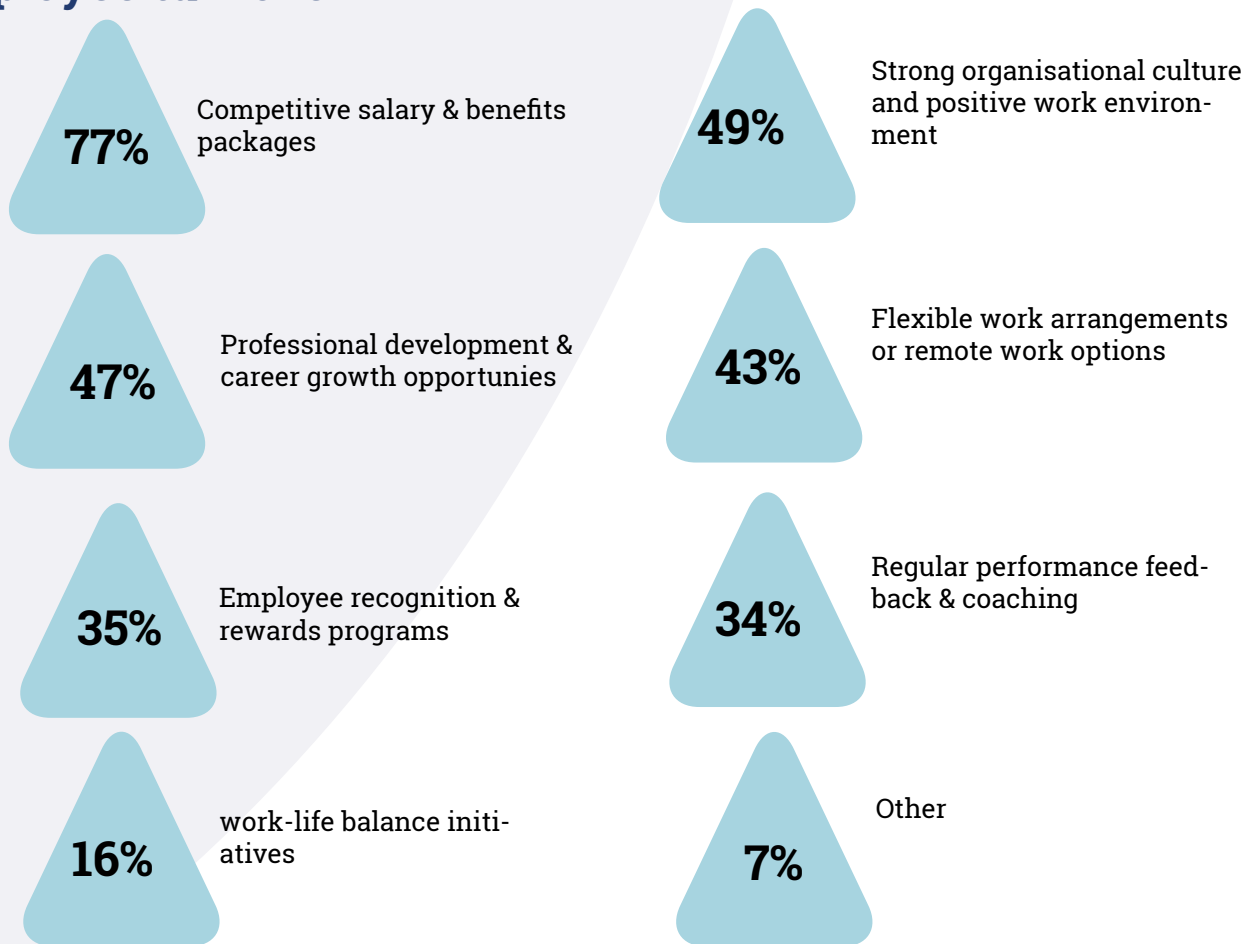 77%
Competitive salary & benefits
packages
49%
Strong organisational culture
and positive work environ-
ment
47%
Professional development &
career growth opportunies
43%
Flexible work arrangements
or remote work options
35%
Employee recognition &
rewards programs
34%
Regular performance feed-
back & coaching
16%
work-life balance initi-
atives
7%
Other